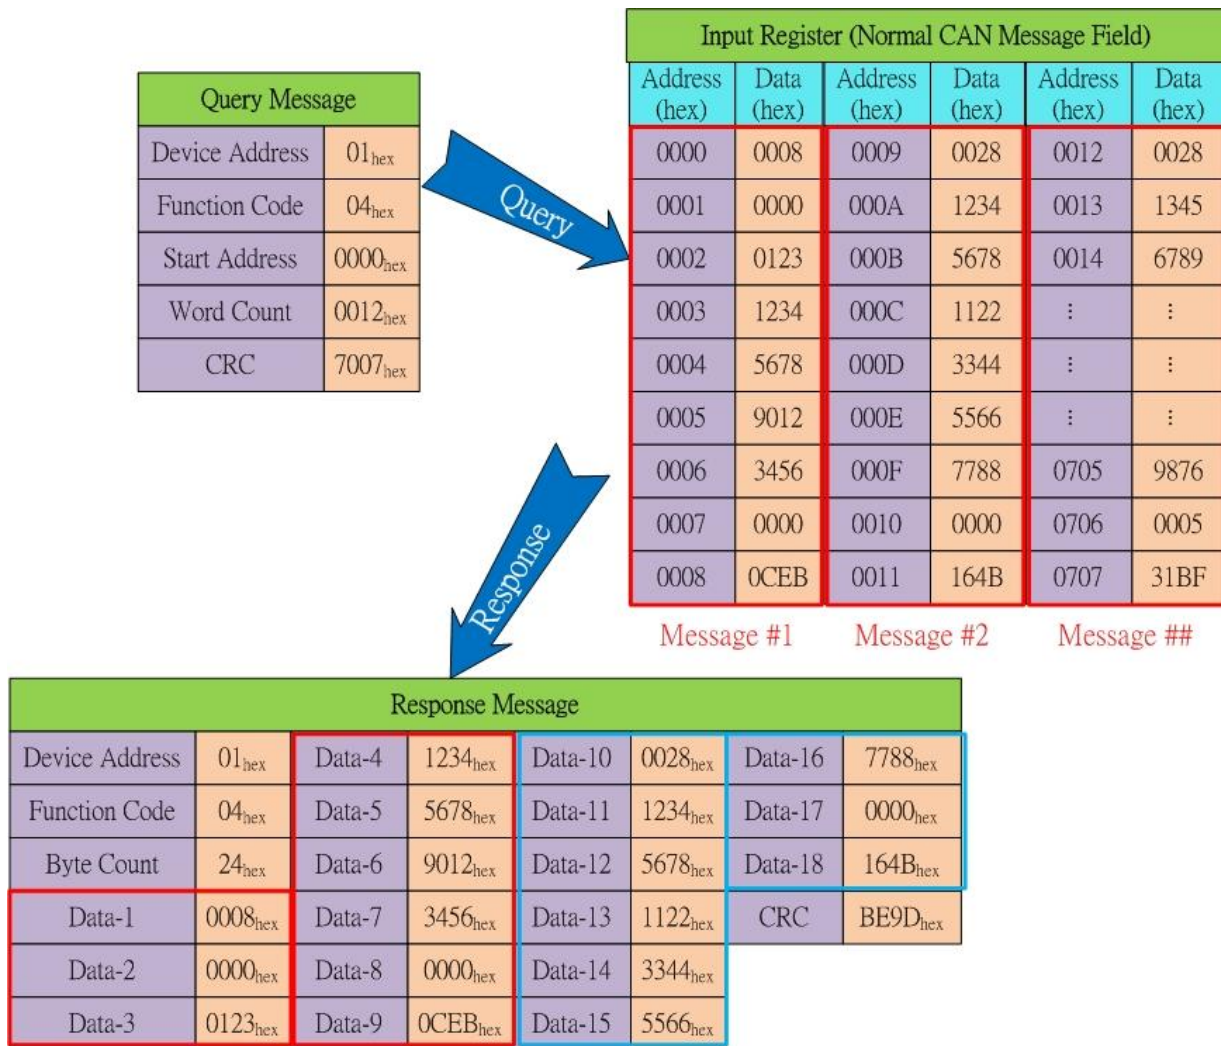 Query Message
Device Address 01hex
Function Code 04hex
Start Address 0000hex
Word Count 0012hex
CRC 7007hex
Query
Input Register (Normal CAN Message Field)
Address (hex) Data (hex) Address (hex) Data (hex) Address (hex) Data (hex)
0000 0008 0009 0028 0012 0028
0001 0000 000A 1234 0013 1345
0002 0123 000B 5678 0014 6789
0003 1234 000C 1122 ⋮ ⋮
0004 5678 000D 3344 ⋮ ⋮
0005 9012 000E 5566 ⋮ ⋮
0006 3456 000F 7788 0705 9876
0007 0000 0010 0000 0706 0005
0008 0CEB 0011 164B 0707 31BF
Message #1 Message #2 Message ##
Response
Response Message
Device Address 01hex Data-4 1234hex Data-10 0028hex Data-16 7788hex
Function Code 04hex Data-5 5678hex Data-11 1234hex Data-17 0000hex
Byte Count 24hex Data-6 9012hex Data-12 5678hex Data-18 164Bhex
Data-1 0008hex Data-7 3456hex Data-13 1122hex CRC BE9Dhex
Data-2 0000hex Data-8 0000hex Data-14 3344hex
Data-3 0123hex Data-9 0CEBhex Data-15 5566hex